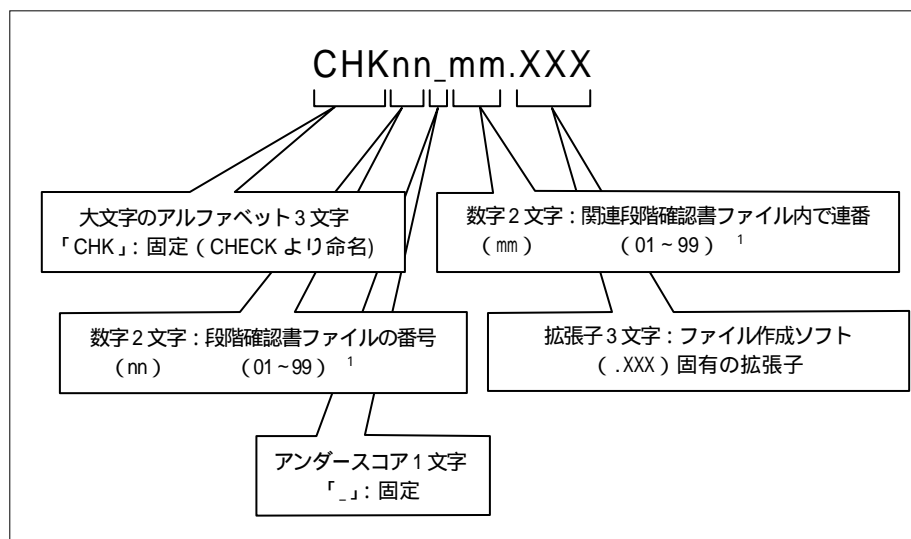 CHKnn_mm.XXX
大文字のアルファベット3文字
「CHK」：固定（CHECKより命名)
数字2文字：関連段階確認書ファイル内で連番
（mm） （01~99） 1
数字2文字：段階確認書ファイルの番号
（nn） （01~99） 1
拡張子3文字：ファイル作成ソフト
（.XXX）固有の拡張子
アンダースコア1文字
「_」：固定